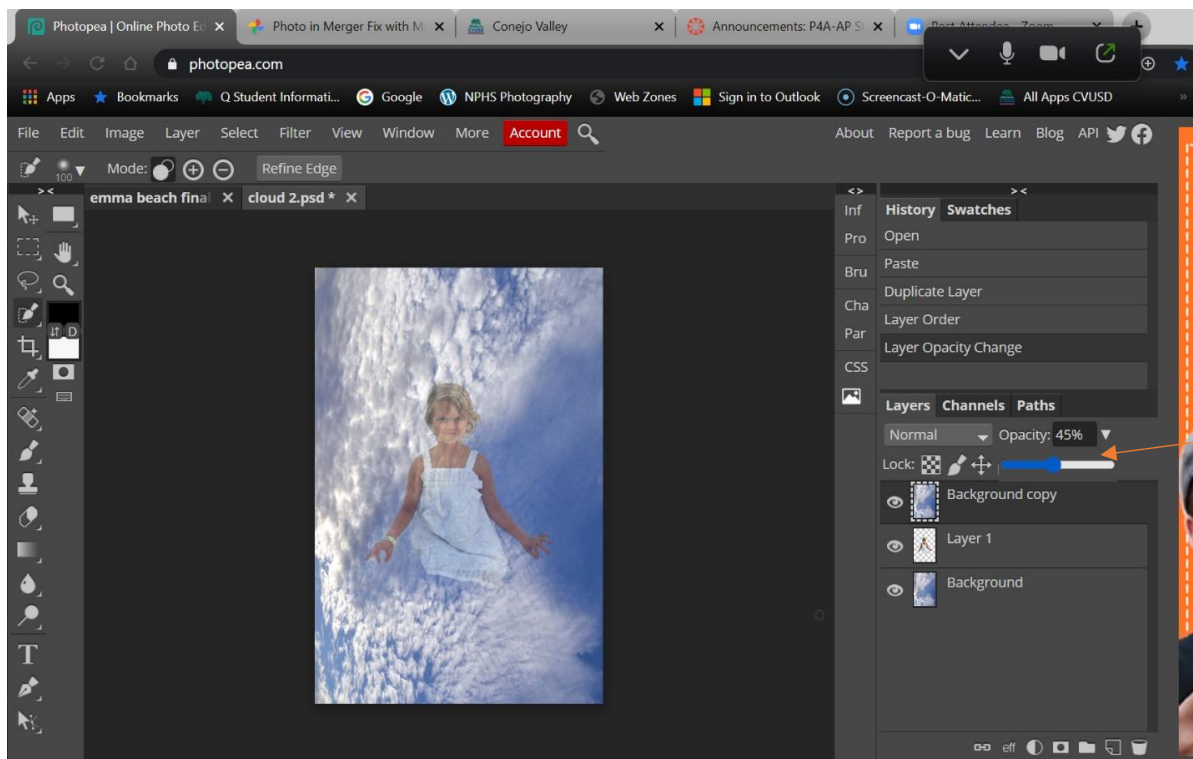 Photopea | Online Photo Ed
Photo in Merger Fix with M
Conejo Valley
Announcements: P4A-AP S
Post Attendee - Zoom
photopea.com
Apps Bookmarks Q Student Informati... Google NPHS Photography Web Zones Sign in to Outlook Screencast-O-Matic... All Apps CVUSD »
File Edit Image Layer Select Filter View Window More Account About Report a bug Learn Blog API
100 Mode: Refine Edge
> < emma beach final cloud 2.psd * <> > <
Inf History Swatches
Pro Open
Paste
Bru
Duplicate Layer
Cha
Layer Order
Par
Layer Opacity Change
CSS
Layers Channels Paths
Normal Opacity: 45%
Lock:
Background copy
Layer 1
Background
D
T
eff